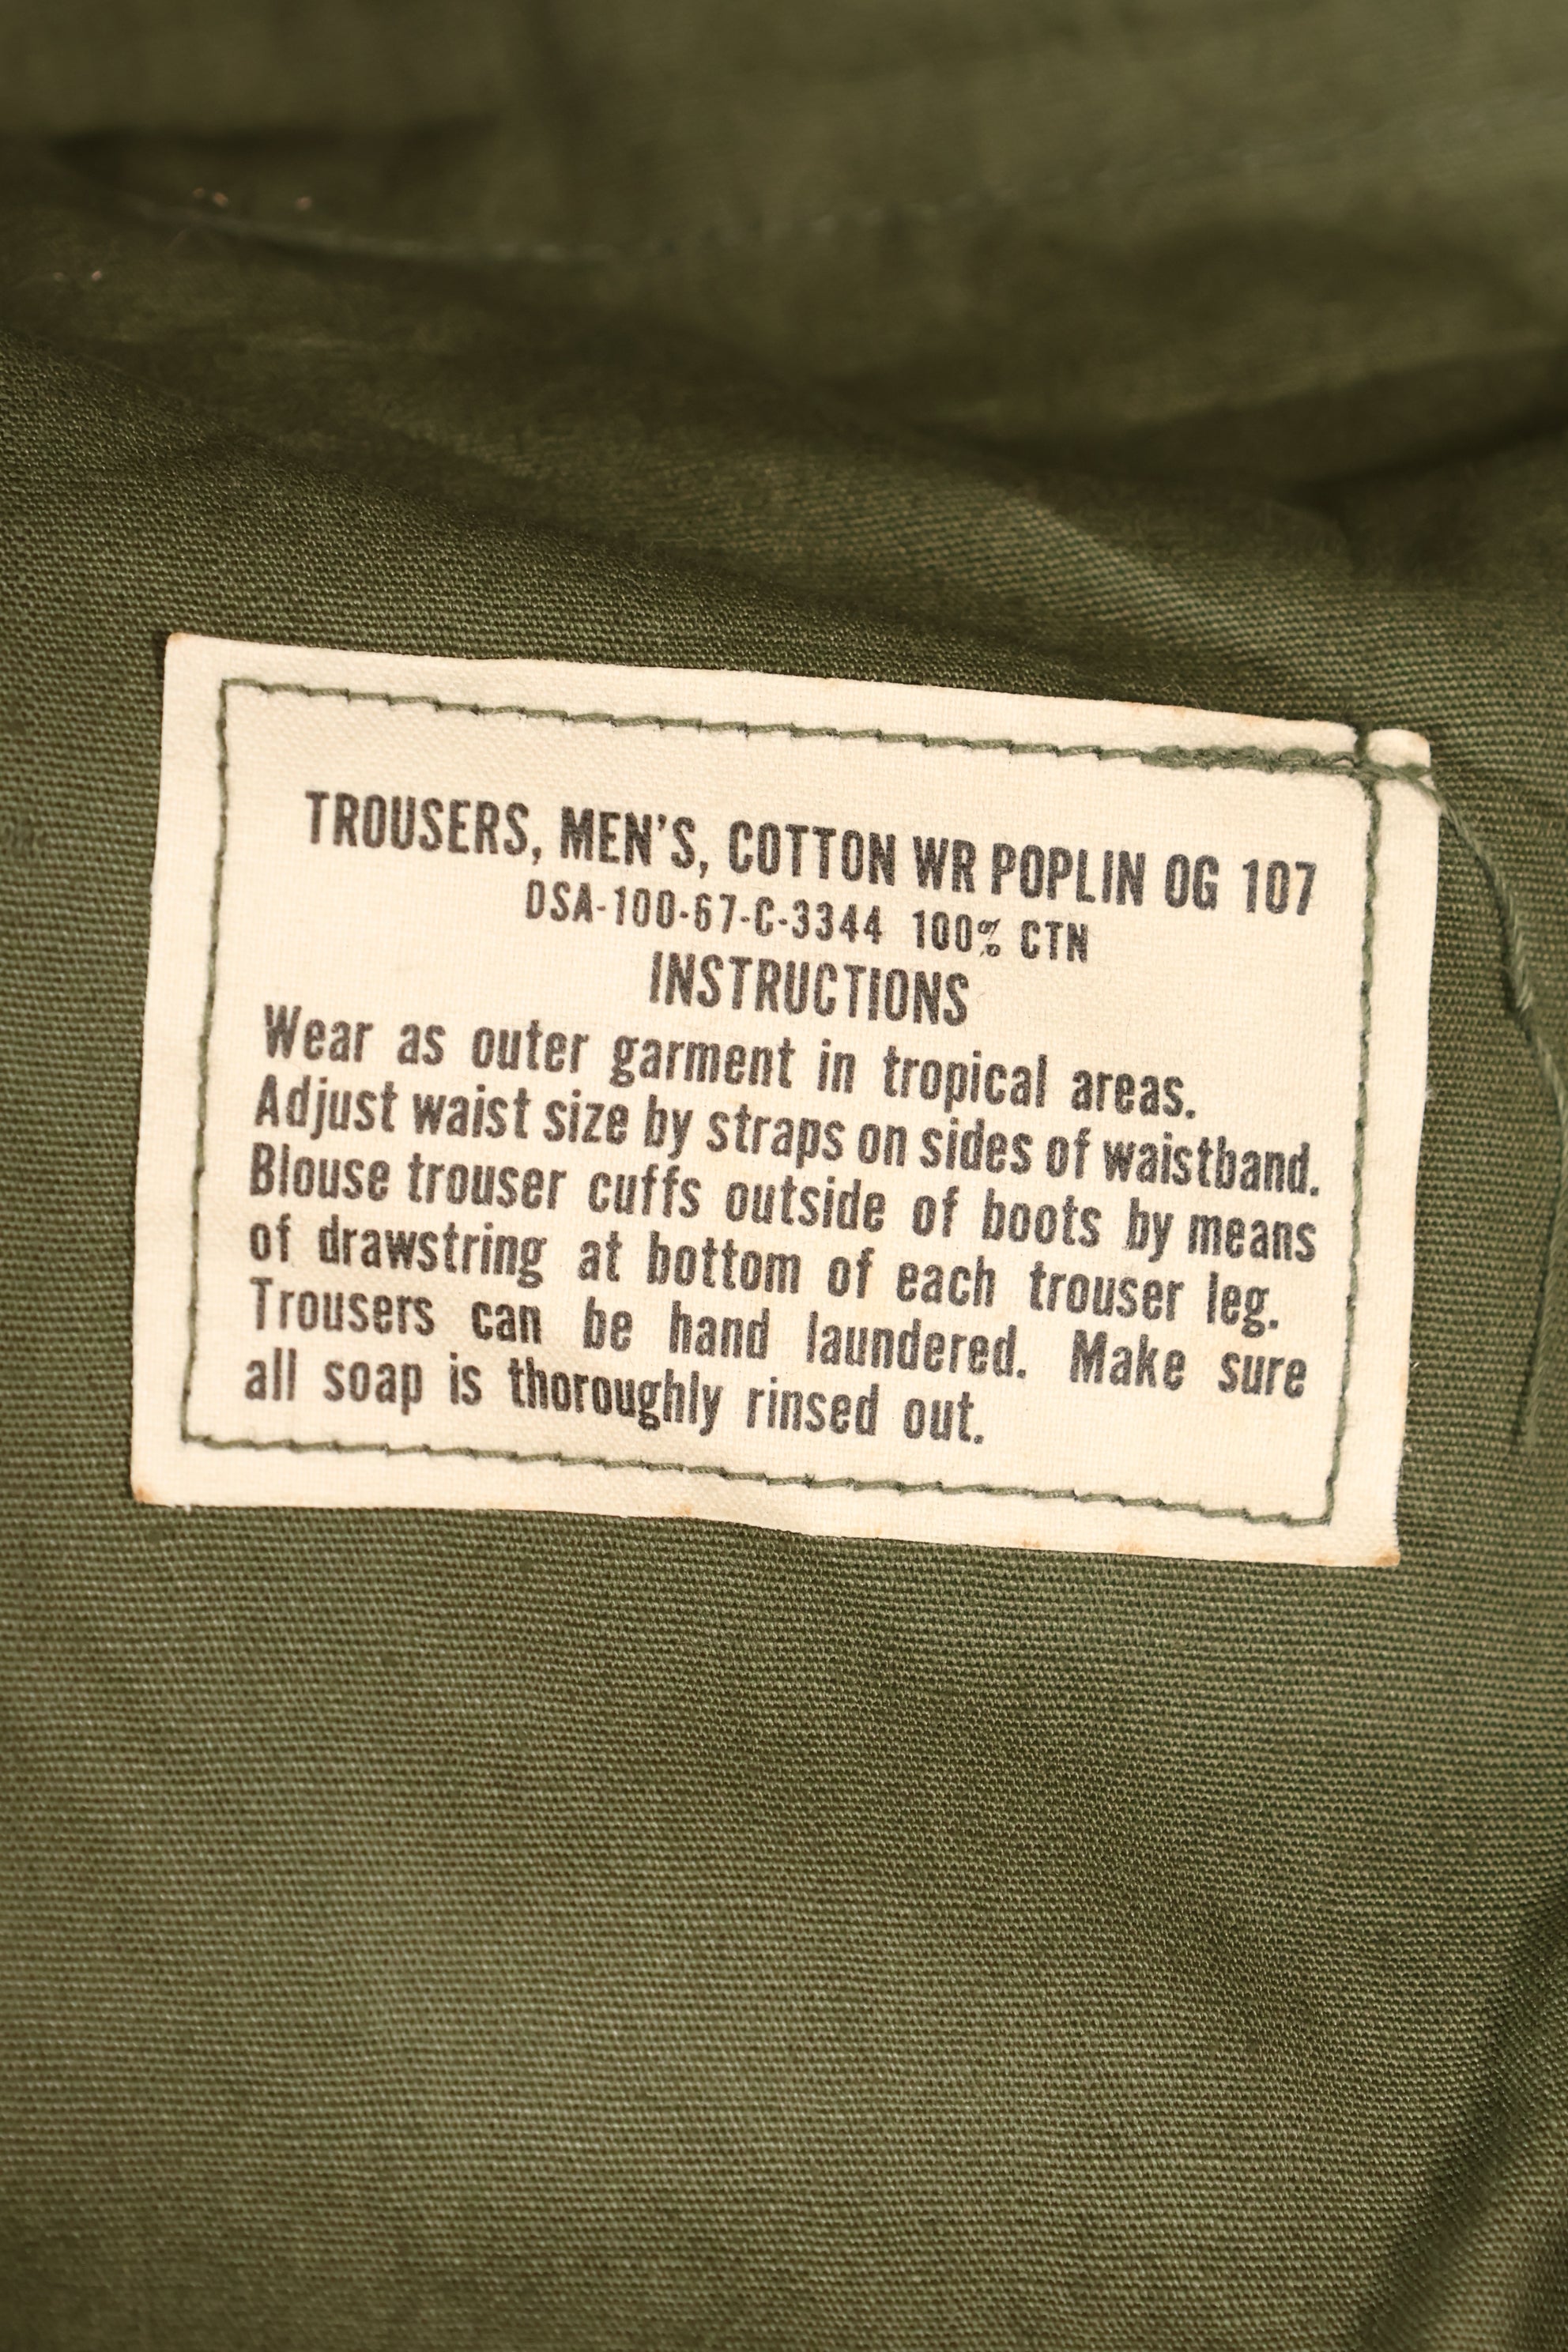 TROUSERS, MEN'S, COTTON WR POPLIN OG 107
DSA-100-67-C-3344 100% CTN
INSTRUCTIONS
Wear as outer garment in tropical areas.
Adjust waist size by straps on sides of waistband.
Blouse trouser cuffs outside of boots by means
of drawstring at bottom of each trouser leg.
Trousers can be hand laundered. Make sure
all soap is thoroughly rinsed out.